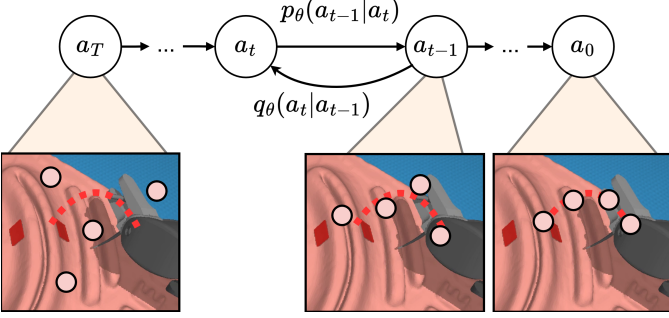 p_θ(a_{t−1}|a_t)
a_T ... a_t a_{t−1} ... a_0
q_θ(a_t|a_{t−1})